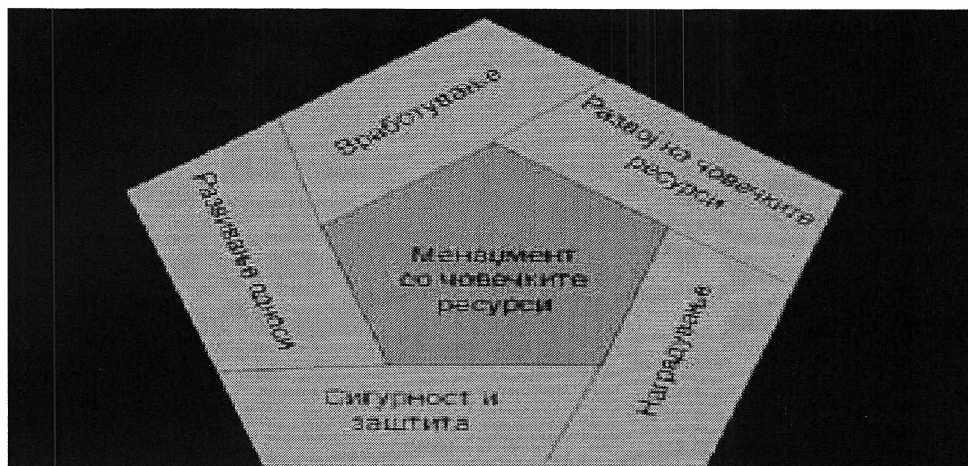 Вработување
Развој на човечките
ресурси
Развивање односи
Менаџмент
со човечките
ресурси
Наградување
Сигурност и
заштита